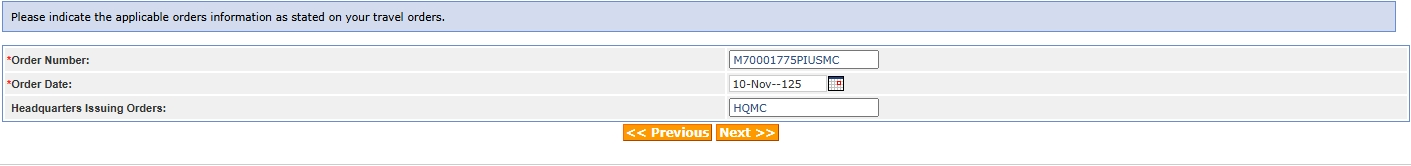 Please indicate the applicable orders information as stated on your travel orders.
*Order Number: M70001775PIUSMC
*Order Date: 10-Nov--125
Headquarters Issuing Orders: HQMC
<< Previous Next >>